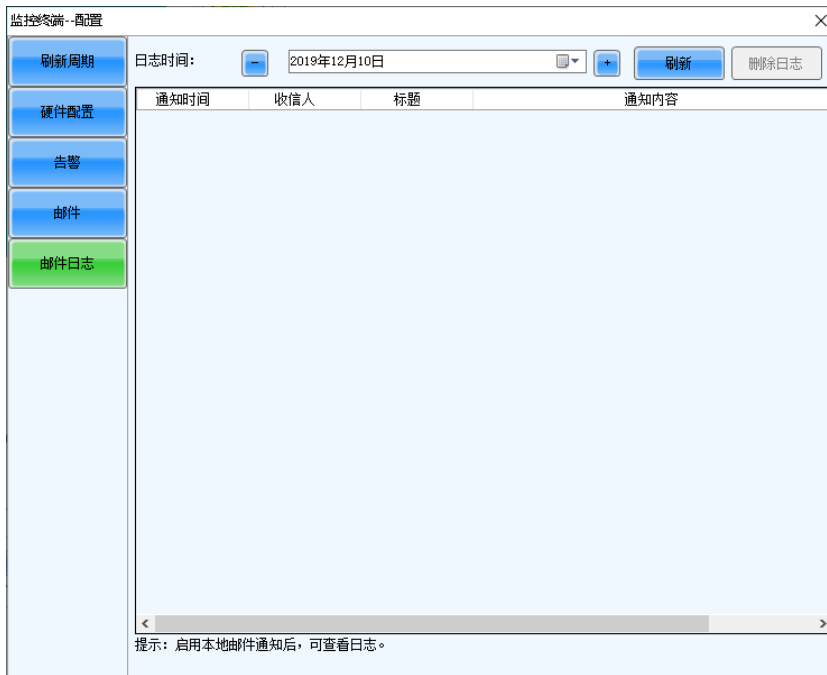 监控终端--配置
刷新周期
硬件配置
告警
邮件
邮件日志
日志时间: - 2019年12月10日 + 刷新 删除日志
通知时间 收信人 标题 通知内容
提示: 启用本地邮件通知后，可查看日志。